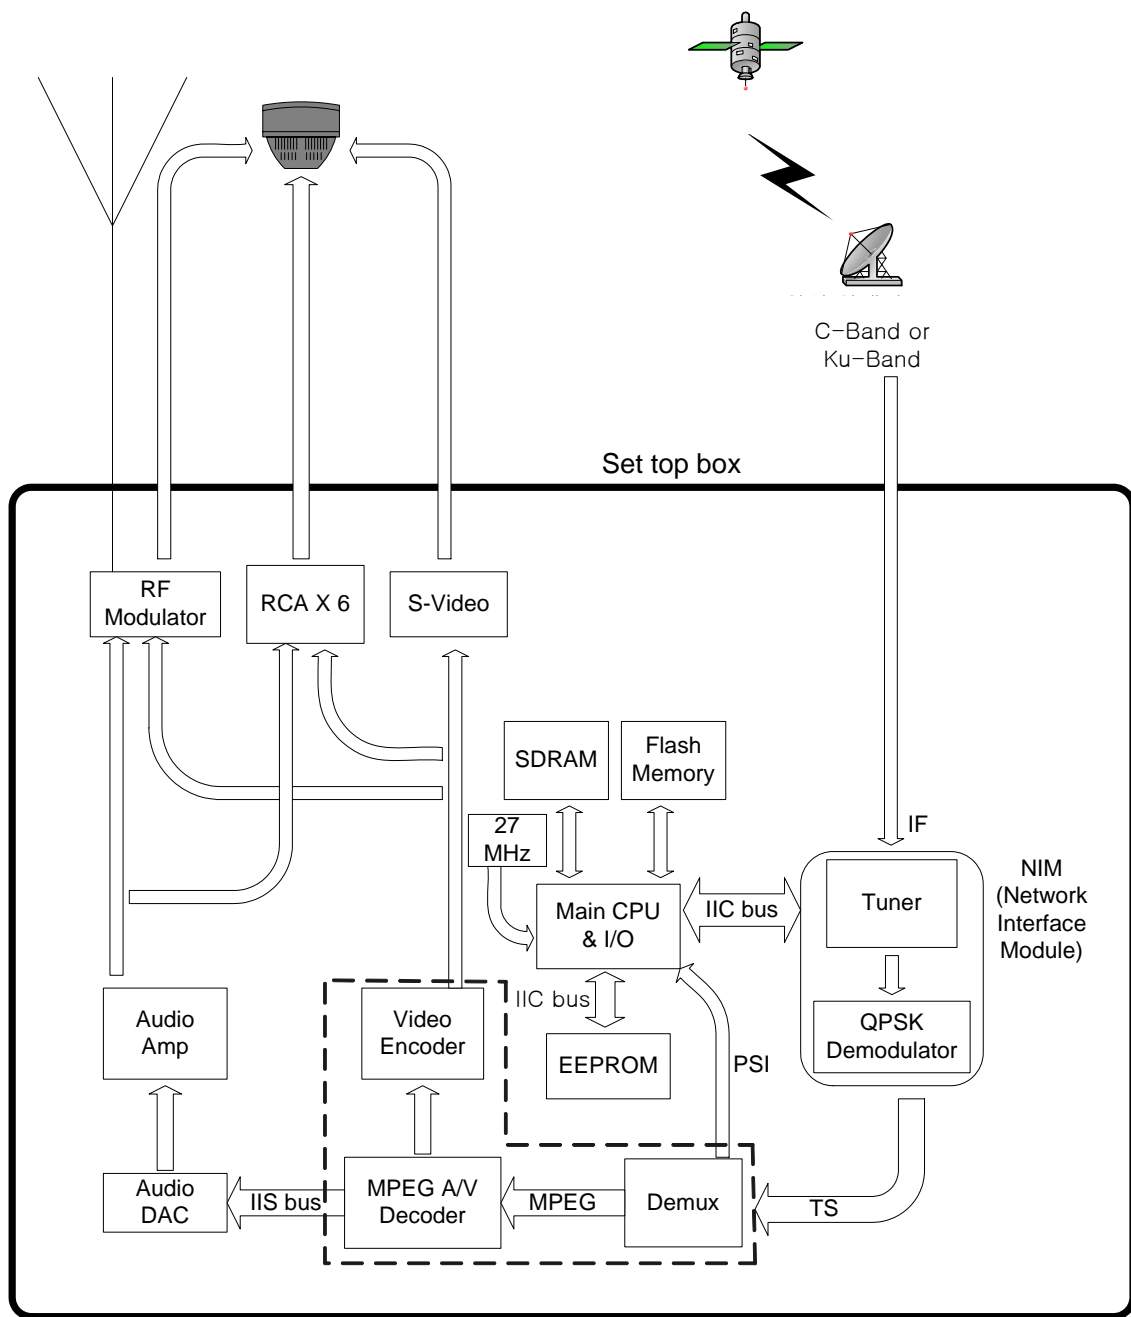 C-Band or
Ku-Band
Set top box
RF
Modulator
RCA X 6
S-Video
SDRAM
Flash
Memory
27
MHz
IF
NIM
(Network
Interface
Module)
Tuner
Main CPU
& I/O
IIC bus
IIC bus
QPSK
Demodulator
Audio
Amp
Video
Encoder
EEPROM
PSI
Audio
DAC
IIS bus
MPEG A/V
Decoder
MPEG
Demux
TS